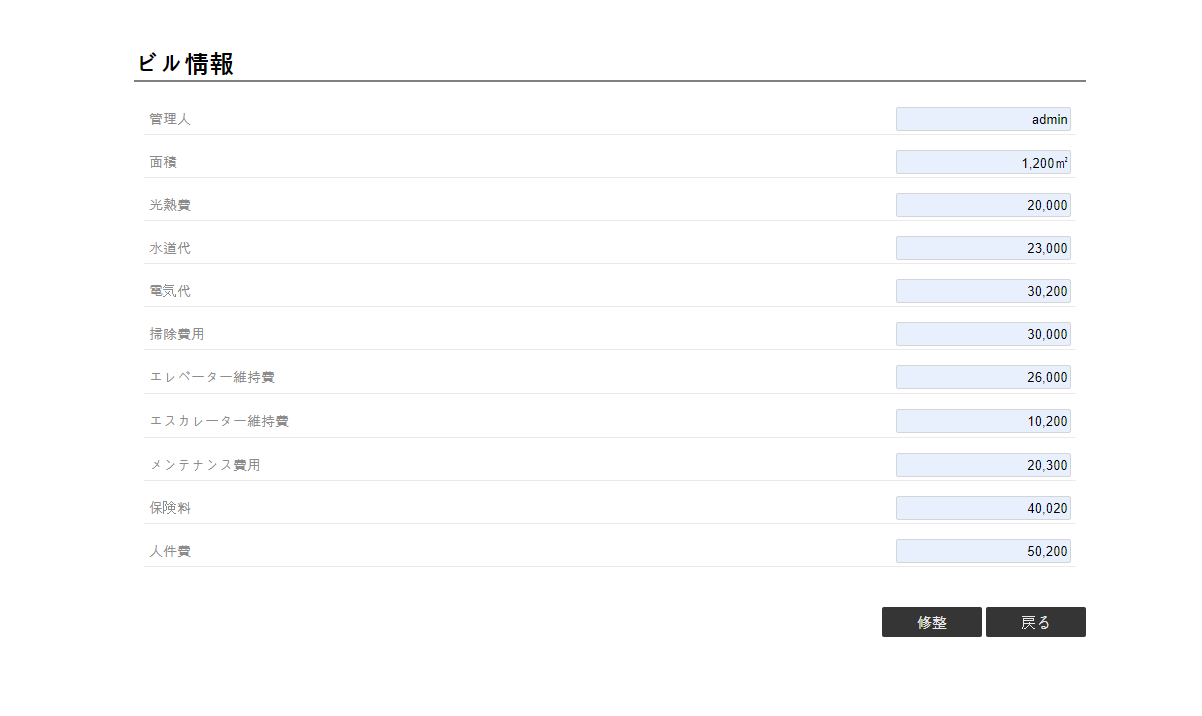 ビル情報
管理人 admin
面積 1,200㎡
光熱費 20,000
水道代 23,000
電気代 30,200
掃除費用 30,000
エレベーター維持費 26,000
エスカレーター維持費 10,200
メンテナンス費用 20,300
保険料 40,020
人件費 50,200
修整 戻る